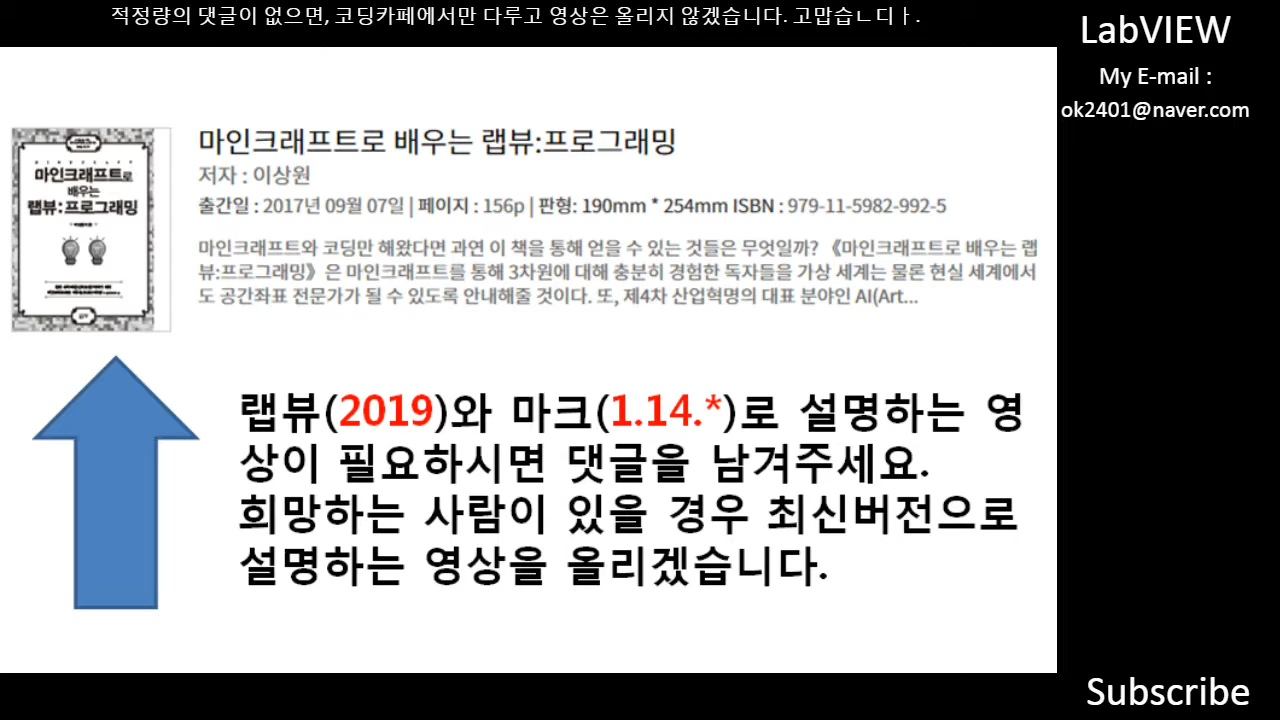 적정량의 댓글이 없으면, 코딩카페에서만 다루고 영상은 올리지 않겠습니다. 고맙습ㄴ디ㅏ.
LabVIEW
My E-mail :
ok2401@naver.com
마인크래프트로
배우는
랩뷰:프로그래밍
마인크래프트로 배우는 랩뷰:프로그래밍
저자 : 이상원
출간일 : 2017년 09월 07일 | 페이지 : 156p | 판형: 190mm * 254mm ISBN : 979-11-5982-992-5
마인크래프트와 코딩만 해왔다면 과연 이 책을 통해 얻을 수 있는 것들은 무엇일까? 《마인크래프트로 배우는 랩
뷰:프로그래밍》은 마인크래프트를 통해 3차원에 대해 충분히 경험한 독자들을 가상 세계는 물론 현실 세계에서
도 공간좌표 전문가가 될 수 있도록 안내해줄 것이다. 또, 제4차 산업혁명의 대표 분야인 AI(Art...
랩뷰(2019)와 마크(1.14.*)로 설명하는 영
상이 필요하시면 댓글을 남겨주세요.
희망하는 사람이 있을 경우 최신버전으로
설명하는 영상을 올리겠습니다.
Subscribe